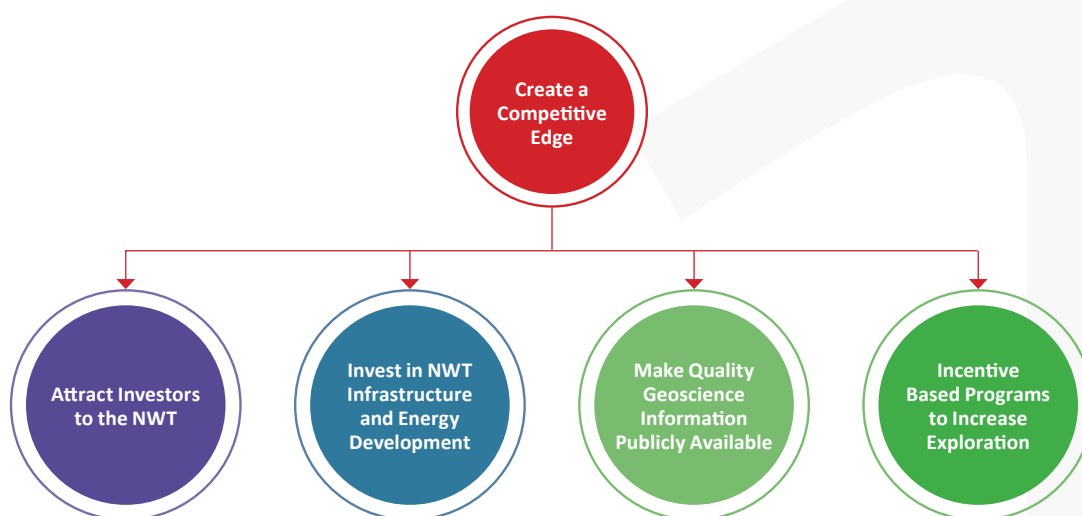 Create a
Competitive
Edge
Attract Investors
to the NWT
Invest in NWT
Infrastructure
and Energy
Development
Make Quality
Geoscience
Information
Publicly Available
Incentive
Based Programs
to Increase
Exploration